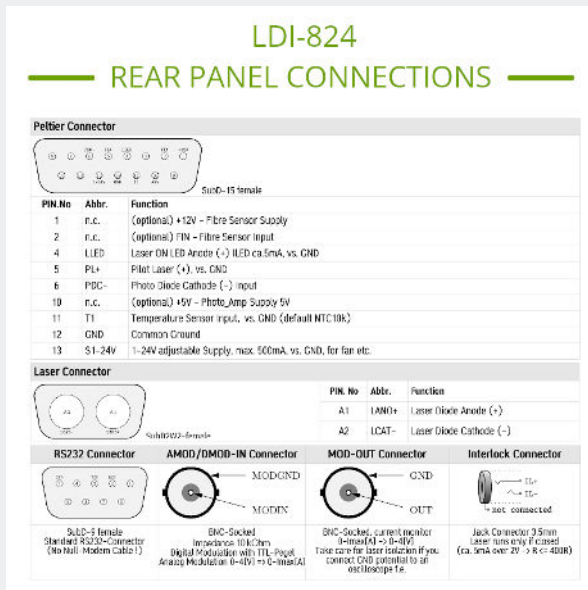 LDI-824
REAR PANEL CONNECTIONS
Peltier Connector
SubD-15 female
PIN.No Abbr. Function
1 n.c. (optional) +12V - Fibre Sensor Supply
2 n.c. (optional) FIN - Fibre Sensor Input
4 LLED Laser ON LED Anode (+) ILED ca.5mA, vs. GND
5 PL+ Pilot Laser (+), vs. GND
6 PDC- Photo Diode Cathode (-) Input
10 n.c. (optional) +5V - Photo_Amp Supply 5V
11 T1 Temperature Sensor Input, vs. GND (default NTC10k)
12 GND Common Ground
13 S1-24V 1-24V adjustable Supply, max. 500mA, vs. GND, for fan etc.
Laser Connector
A1 A2
SubD2W2-female
PIN. No Abbr. Function
A1 LANO+ Laser Diode Anode (+)
A2 LCAT- Laser Diode Cathode (-)
RS232 Connector
SubD-9 female
Standard RS232-Connector
(No Null-Modem Cable!)
AMOD/DMOD-IN Connector
MODGND
MODIN
BNC-Socked
Impedance 10 kOhm
Digital Modulation with TTL-Pegel
Analog Modulation 0-4[V] => 0-Imax[A]
MOD-OUT Connector
GND
OUT
BNC-Socked, current monitor
0-Imax[A] -> 0-4[V]
Take care for laser isolation if you
connect GND potential to an
oscilloscope f.e.
Interlock Connector
IL+
IL-
not connected
Jack Connector 3.5mm
Laser runs only if closed
(ca. 5mA over 2V -> R <= 400R)